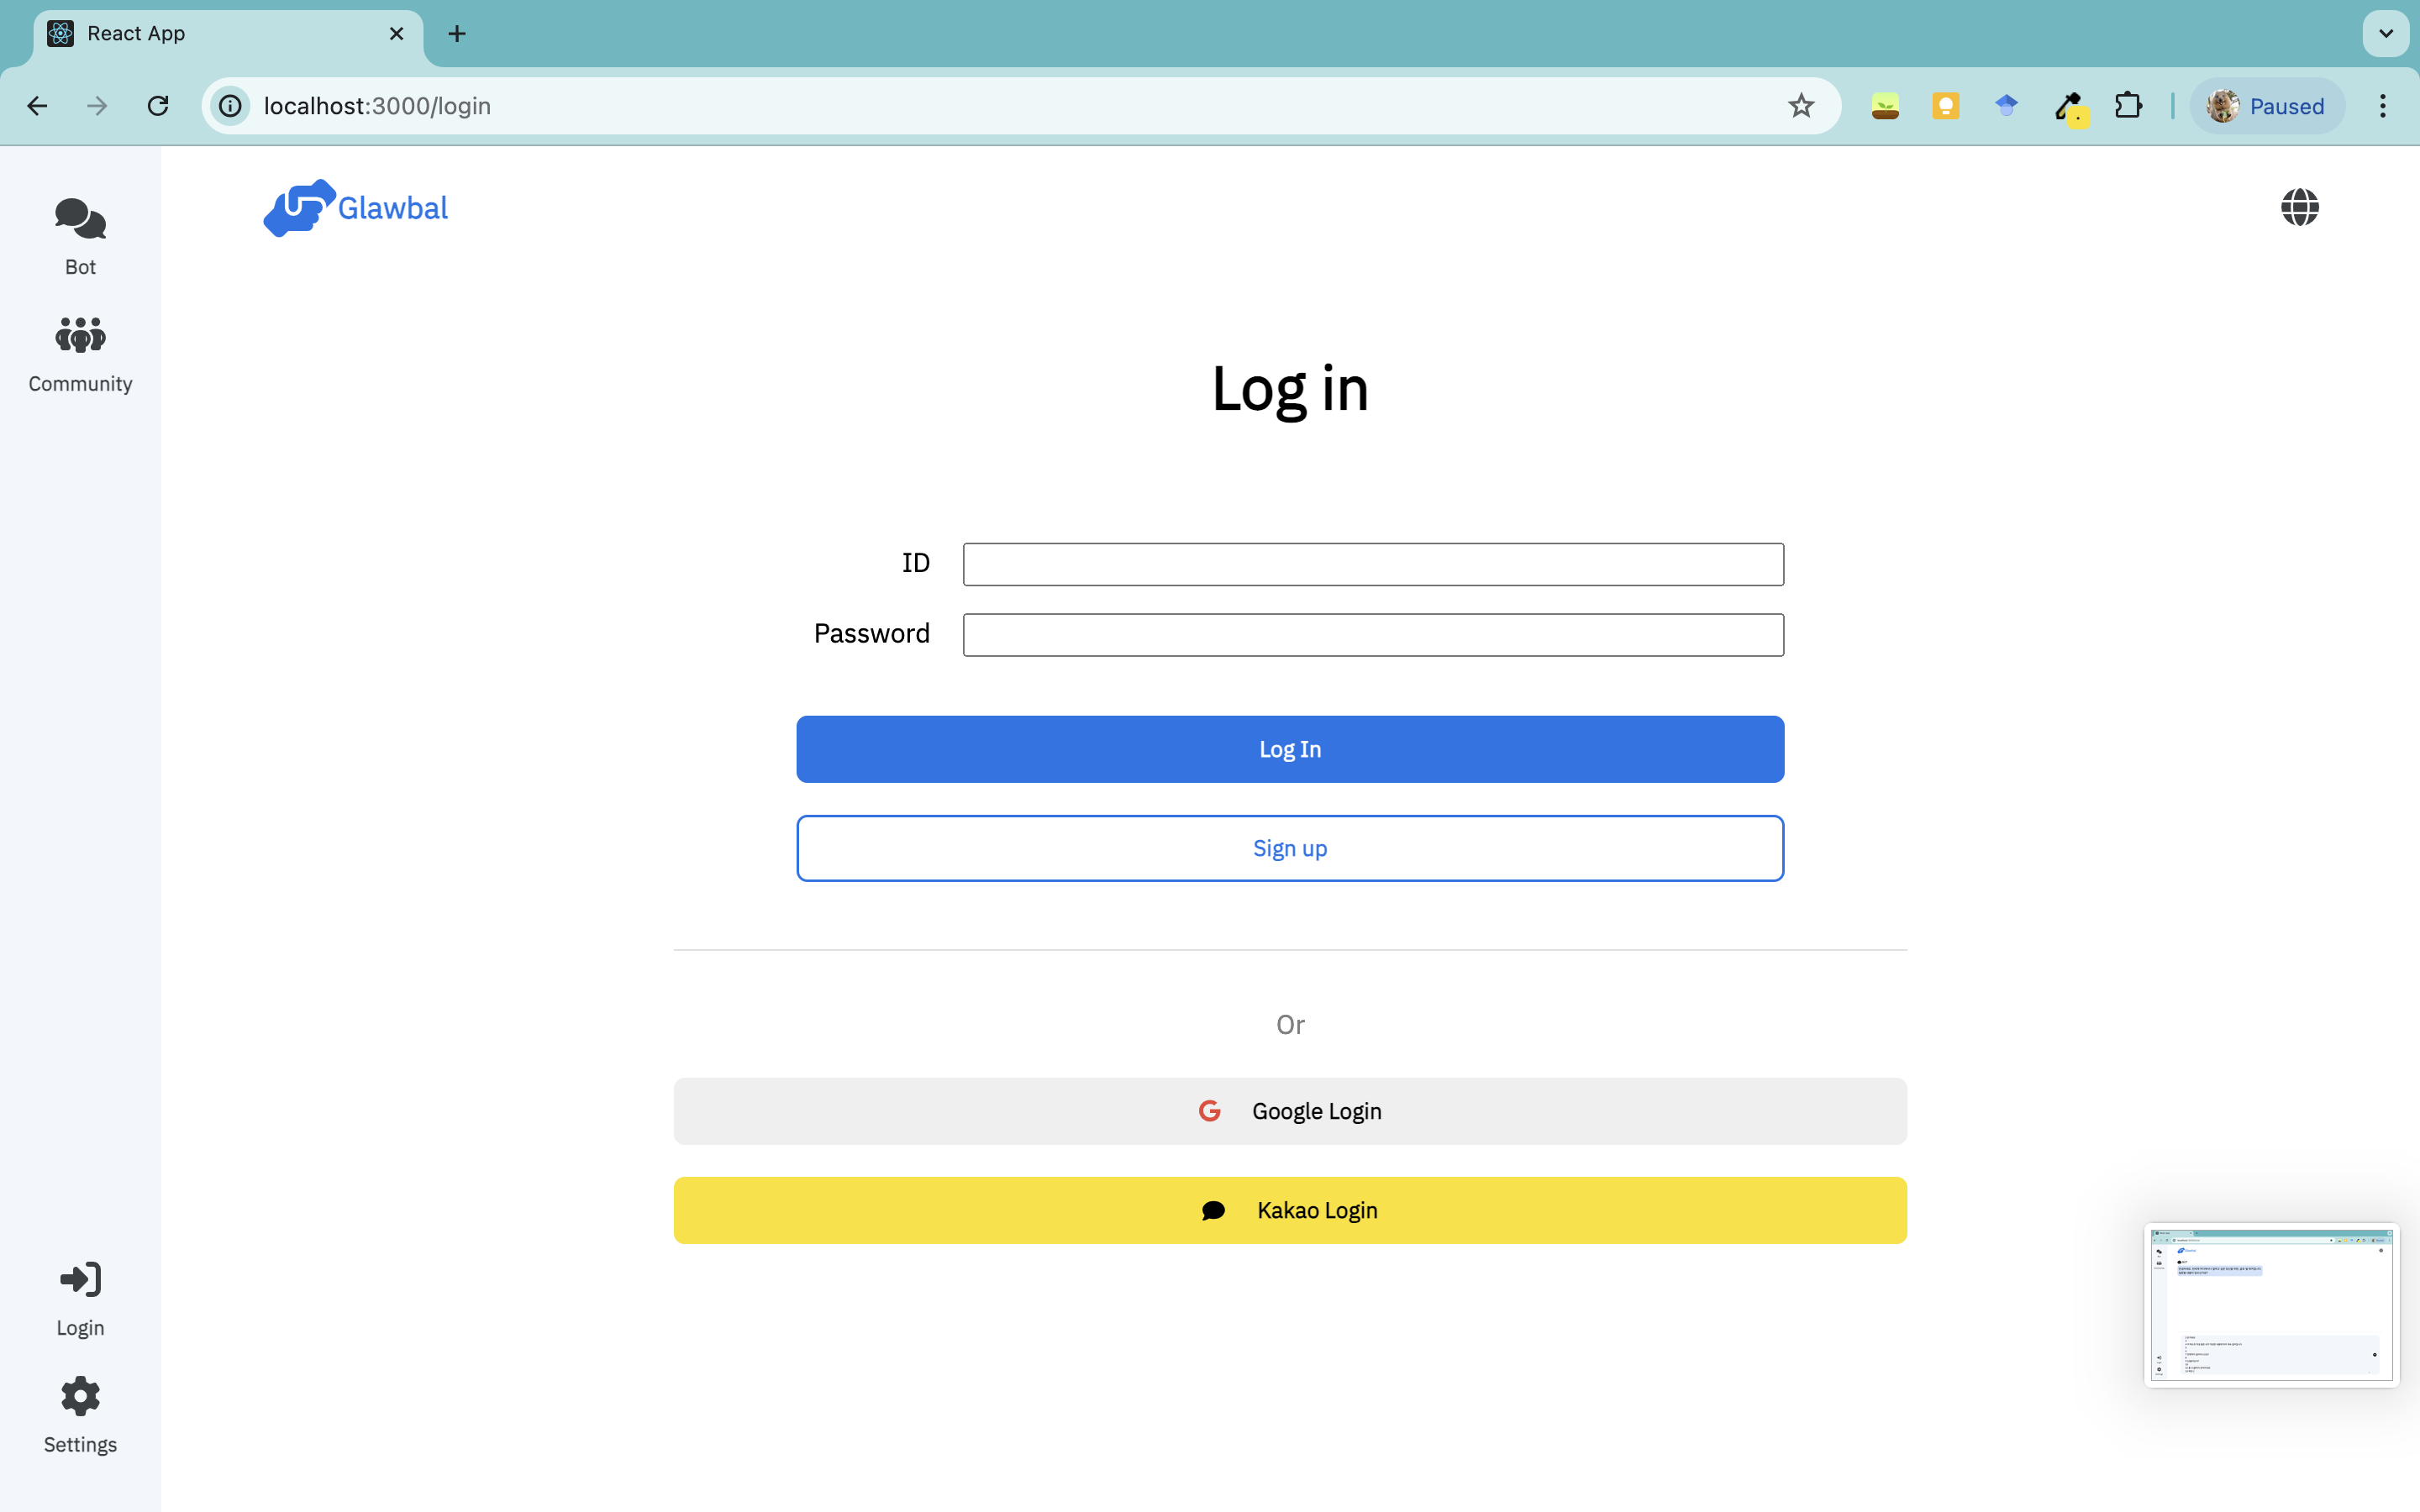 React App
localhost:3000/login
Paused
Bot
Community
Glawbal
Log in
ID
Password
Log In
Sign up
Or
Google Login
Kakao Login
Login
Settings